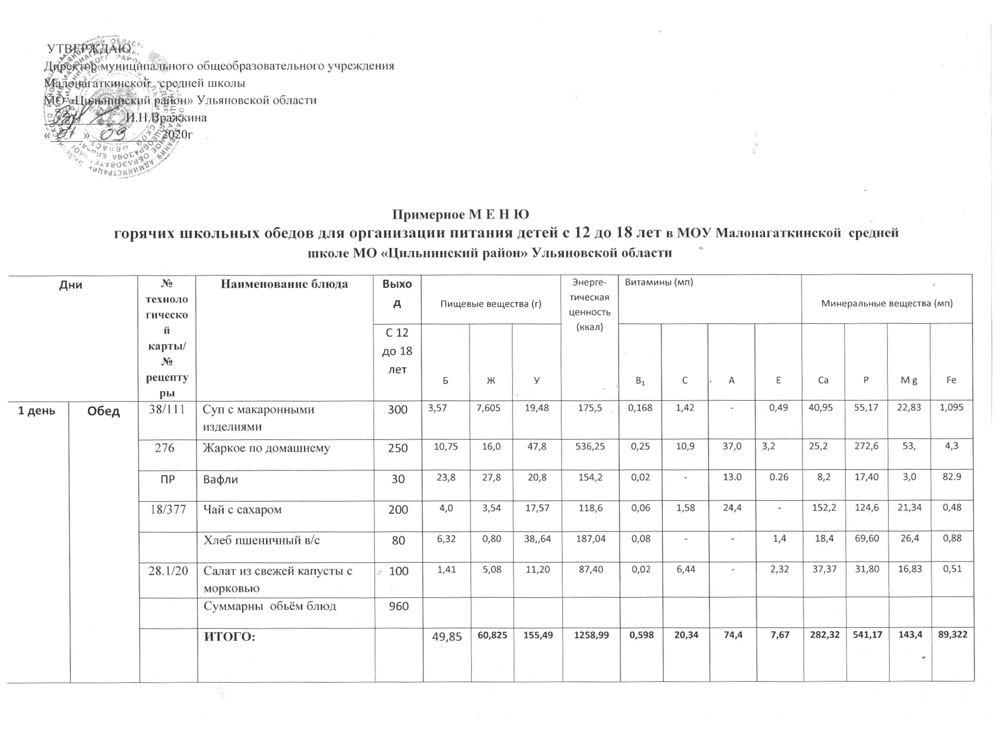 УТВЕРЖДАЮ
Директор муниципального общеобразовательного учреждения
Малонагаткинской средней школы
МО «Цильнинский район» Ульяновской области
И.Н.Вражкина
« 01 » 09 2020г
Примерное М Е Н Ю
горячих школьных обедов для организации питания детей с 12 до 18 лет в МОУ Малонагаткинской средней
школе МО «Цильнинский район» Ульяновской области
Дни
№
техноло
гическо
й
карты/
№
рецепту
ры
Наименование блюда
Выхо
д
С 12
до 18
лет
Пищевые вещества (г)
Б Ж У
Энерге-
тическая
ценность
(ккал)
Витамины (мп)
B₁ C A E
Минеральные вещества (мп)
Ca P M g Fe
1 день Обед 38/111 Суп с макаронными 300 3,57 7,605 19,48 175,5 0,168 1,42 - 0,49 40,95 55,17 22,83 1,095
изделиями
276 Жаркое по домашнему 250 10,75 16,0 47,8 536,25 0,25 10,9 37,0 3,2 25,2 272,6 53, 4,3
ПР Вафли 30 23,8 27,8 20,8 154,2 0,02 - 13.0 0.26 8,2 17,40 3,0 82.9
18/377 Чай с сахаром 200 4,0 3,54 17,57 118,6 0,06 1,58 24,4 - 152,2 124,6 21,34 0,48
Хлеб пшеничный в/с 80 6,32 0,80 38,,64 187,04 0,08 - - 1,4 18,4 69,60 26,4 0,88
28.1/20 Салат из свежей капусты с 100 1,41 5,08 11,20 87,40 0,02 6,44 - 2,32 37,37 31,80 16,83 0,51
морковью
Суммарны обьём блюд 960
ИТОГО: 49,85 60,825 155,49 1258,99 0,598 20,34 74,4 7,67 282,32 541,17 143,4 89,322